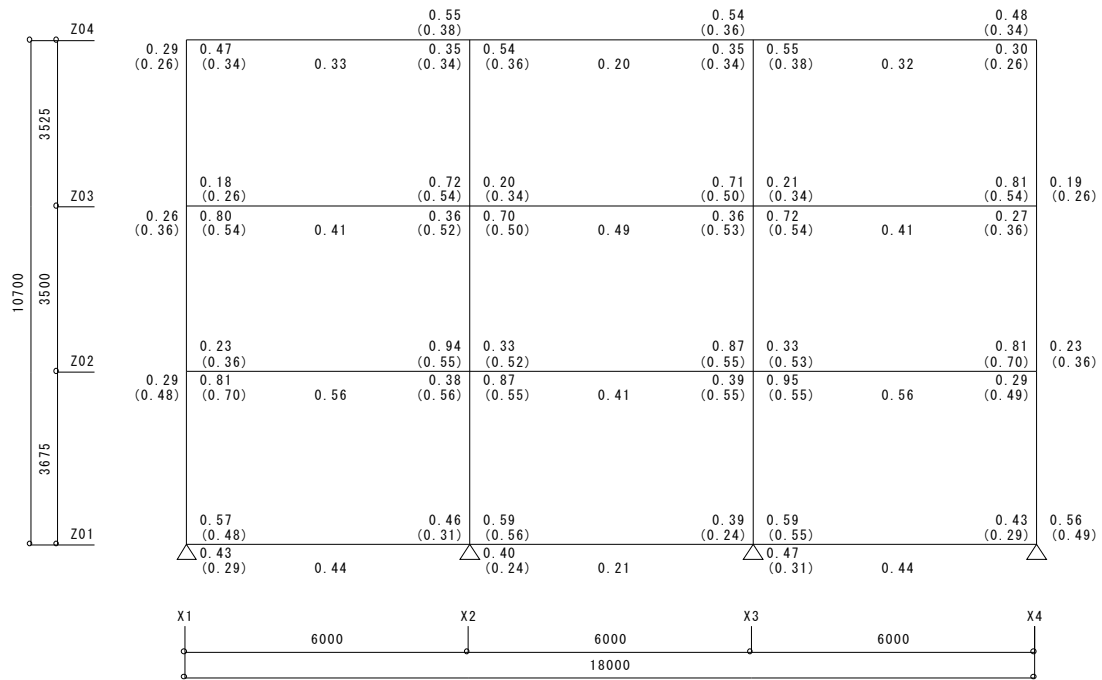 0.55 0.54 0.48
Z04 (0.38) (0.36) (0.34)
0.29 0.47 0.35 0.54 0.35 0.55 0.30
(0.26) (0.34) 0.33 (0.34) (0.36) 0.20 (0.34) (0.38) 0.32 (0.26)
3525
0.18 0.72 0.20 0.71 0.21 0.81 0.19
Z03 (0.26) (0.54) (0.34) (0.50) (0.34) (0.54) (0.26)
0.26 0.80 0.36 0.70 0.36 0.72 0.27
(0.36) (0.54) 0.41 (0.52) (0.50) 0.49 (0.53) (0.54) 0.41 (0.36)
10700 3500
0.23 0.94 0.33 0.87 0.33 0.81 0.23
Z02 (0.36) (0.55) (0.52) (0.55) (0.53) (0.70) (0.36)
0.29 0.81 0.38 0.87 0.39 0.95 0.29
(0.48) (0.70) 0.56 (0.56) (0.55) 0.41 (0.55) (0.55) 0.56 (0.49)
3675
0.57 0.46 0.59 0.39 0.59 0.43 0.56
Z01 (0.48) (0.31) (0.56) (0.24) (0.55) (0.29) (0.49)
0.43 0.40 0.47
(0.29) 0.44 (0.24) 0.21 (0.31) 0.44
X1 X2 X3 X4
6000 6000 6000
18000